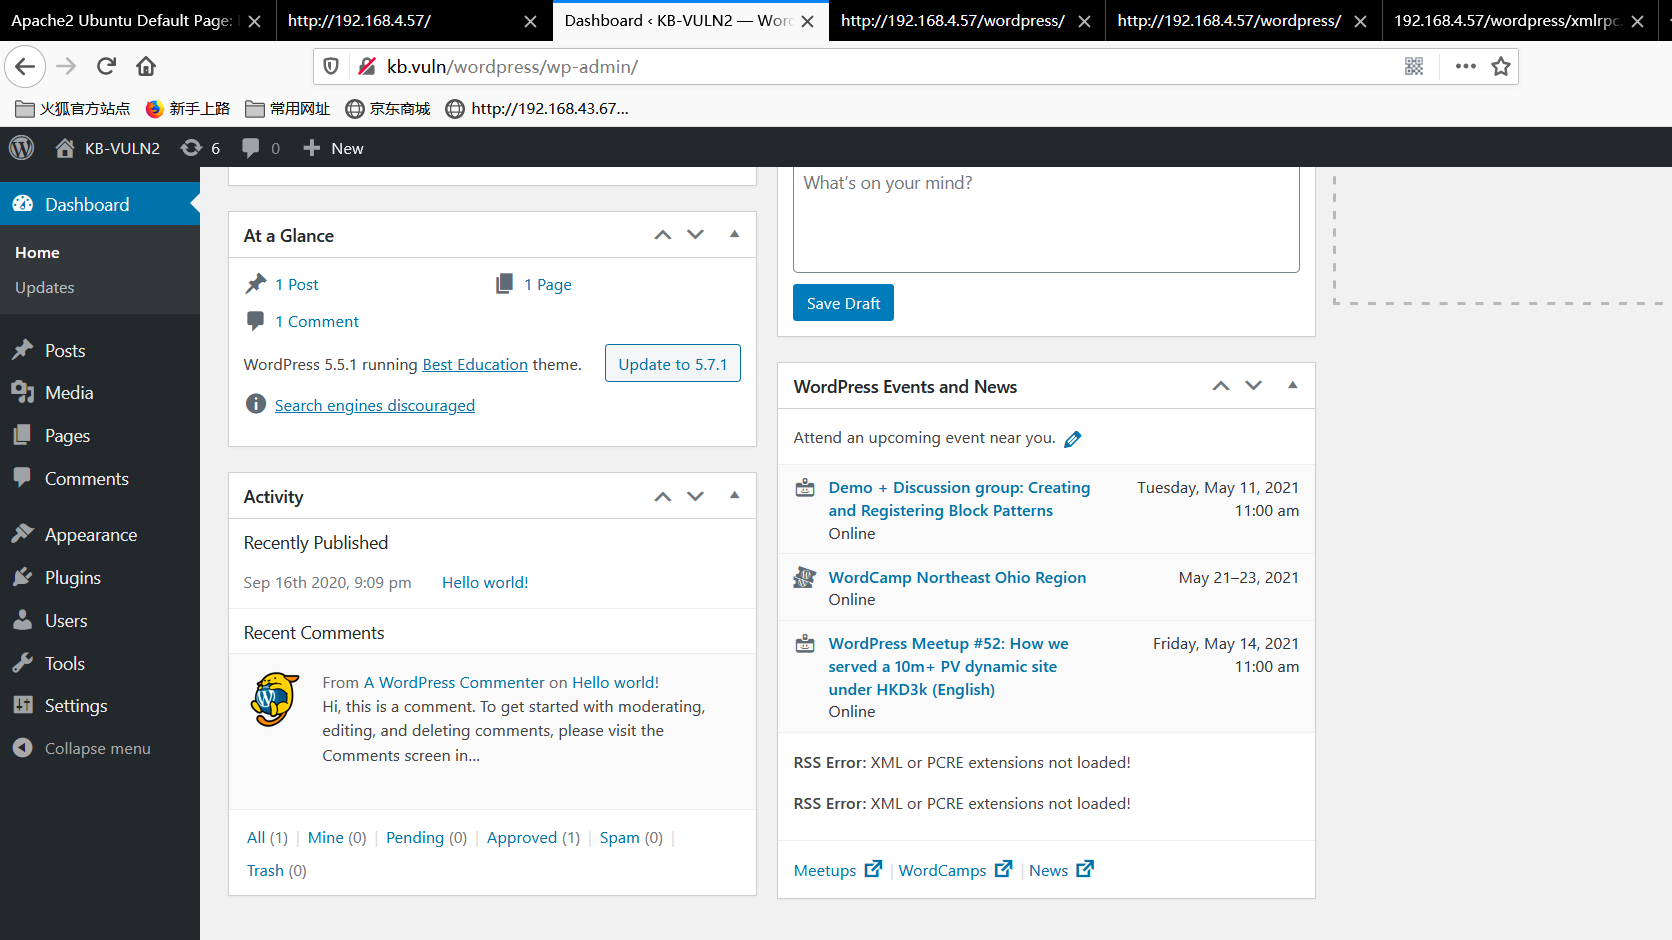 Apache2 Ubuntu Default Page:
http://192.168.4.57/
Dashboard ‹ KB-VULN2 — Word
http://192.168.4.57/wordpress/
http://192.168.4.57/wordpress/
192.168.4.57/wordpress/xmlrpc.
kb.vuln/wordpress/wp-admin/
火狐官方站点
新手上路
常用网址
京东商城
http://192.168.43.67...
KB-VULN2
6
0
New
Dashboard
Home
Updates
Posts
Media
Pages
Comments
Appearance
Plugins
Users
Tools
Settings
Collapse menu
At a Glance
1 Post
1 Page
1 Comment
WordPress 5.5.1 running Best Education theme.
Update to 5.7.1
Search engines discouraged
Activity
Recently Published
Sep 16th 2020, 9:09 pm Hello world!
Recent Comments
From A WordPress Commenter on Hello world!
Hi, this is a comment. To get started with moderating,
editing, and deleting comments, please visit the
Comments screen in...
All (1) | Mine (0) | Pending (0) | Approved (1) | Spam (0) |
Trash (0)
What's on your mind?
Save Draft
WordPress Events and News
Attend an upcoming event near you.
Demo + Discussion group: Creating
and Registering Block Patterns
Online
Tuesday, May 11, 2021
11:00 am
WordCamp Northeast Ohio Region
Online
May 21–23, 2021
WordPress Meetup #52: How we
served a 10m+ PV dynamic site
under HKD3k (English)
Online
Friday, May 14, 2021
11:00 am
RSS Error: XML or PCRE extensions not loaded!
RSS Error: XML or PCRE extensions not loaded!
Meetups | WordCamps | News